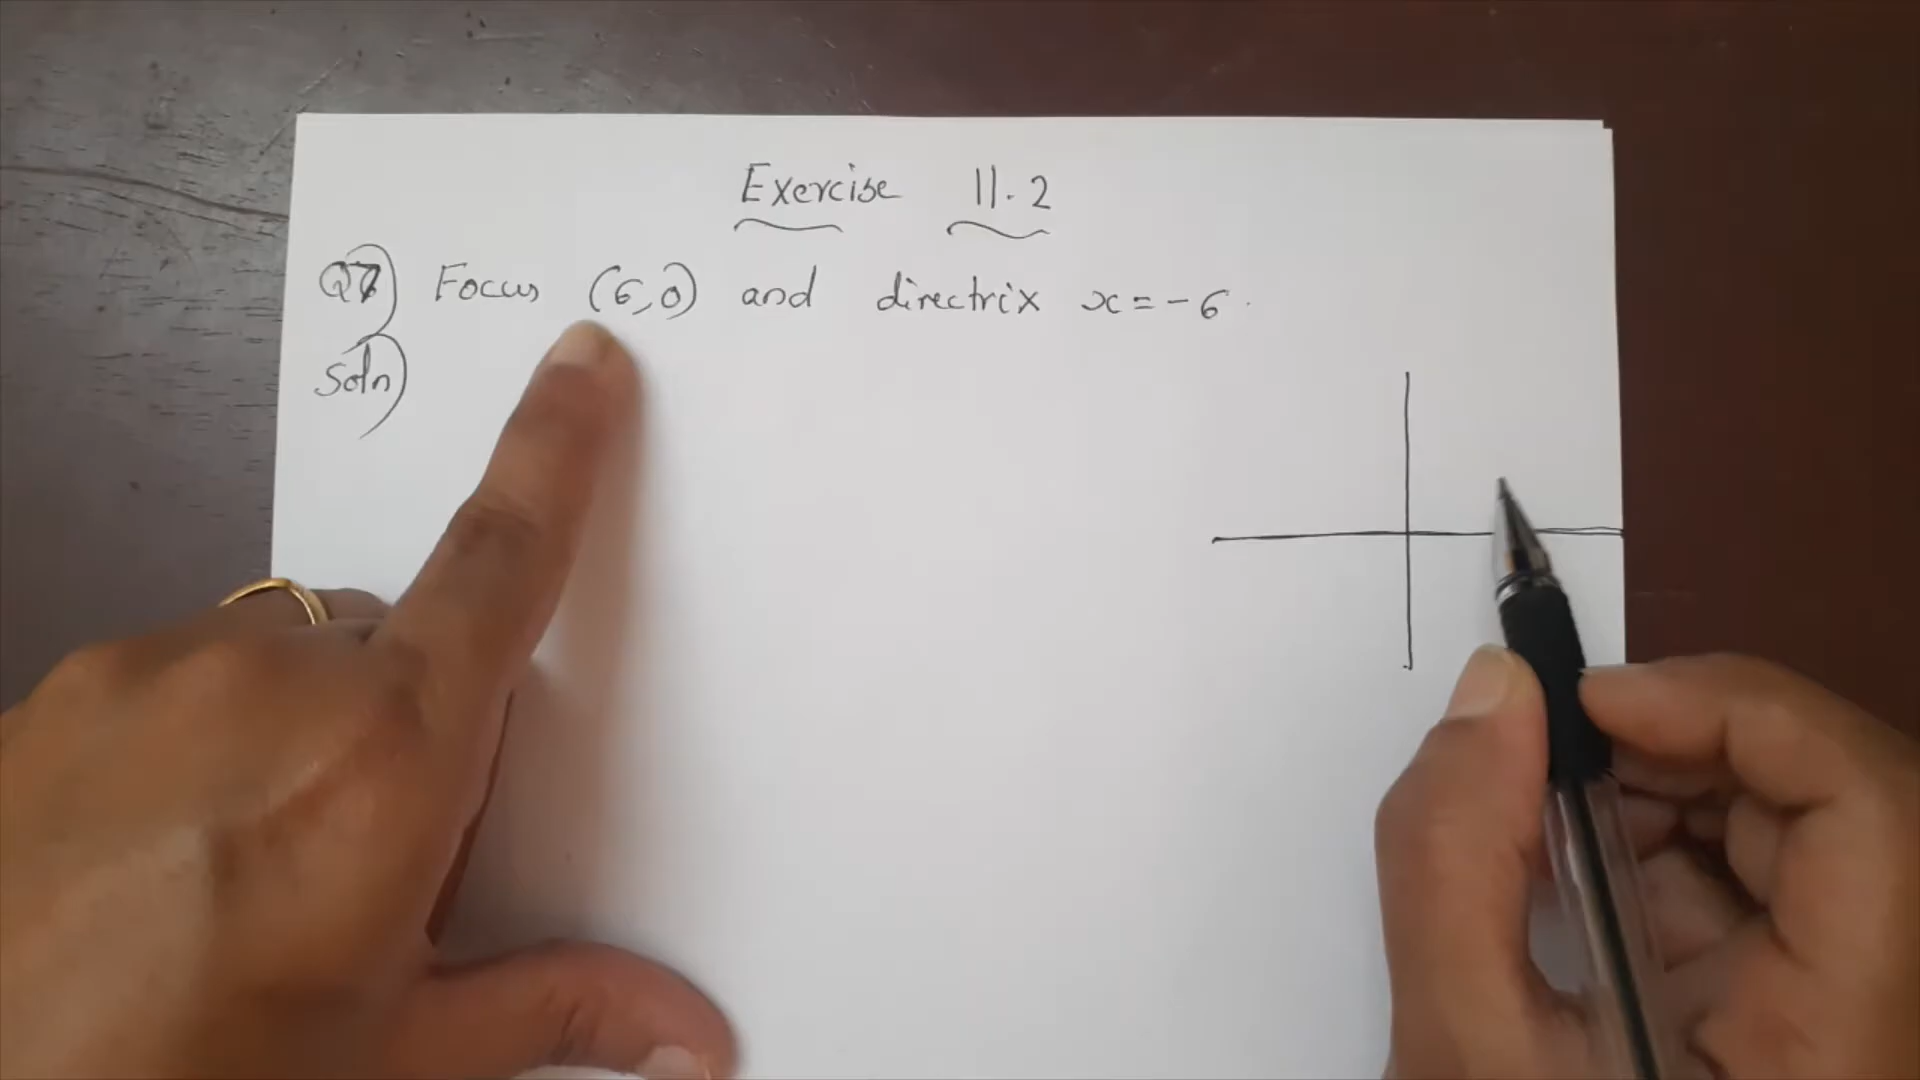 Exercise 11.2
Q7) Focus (6,0) and directrix x = -6.
Soln)